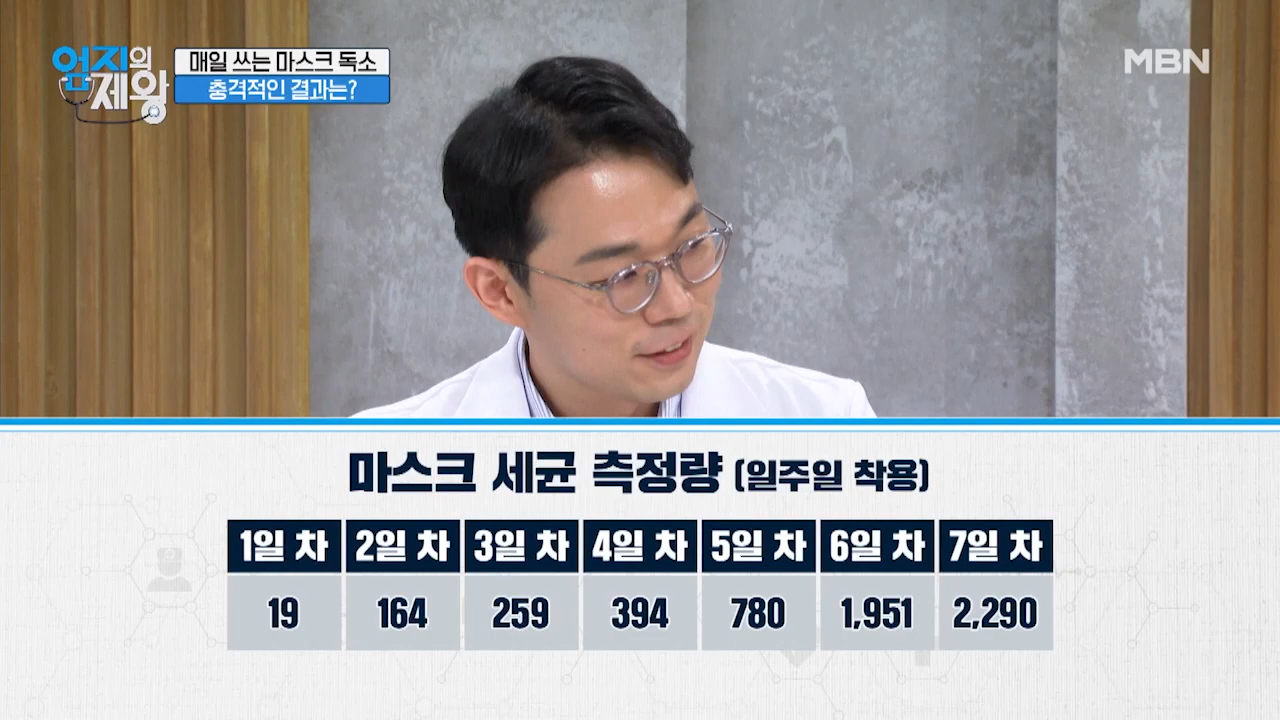 엄지의 제왕
매일 쓰는 마스크 독소
충격적인 결과는?
MBN
마스크 세균 측정량 (일주일 착용)
1일 차 2일 차 3일 차 4일 차 5일 차 6일 차 7일 차
19 164 259 394 780 1,951 2,290